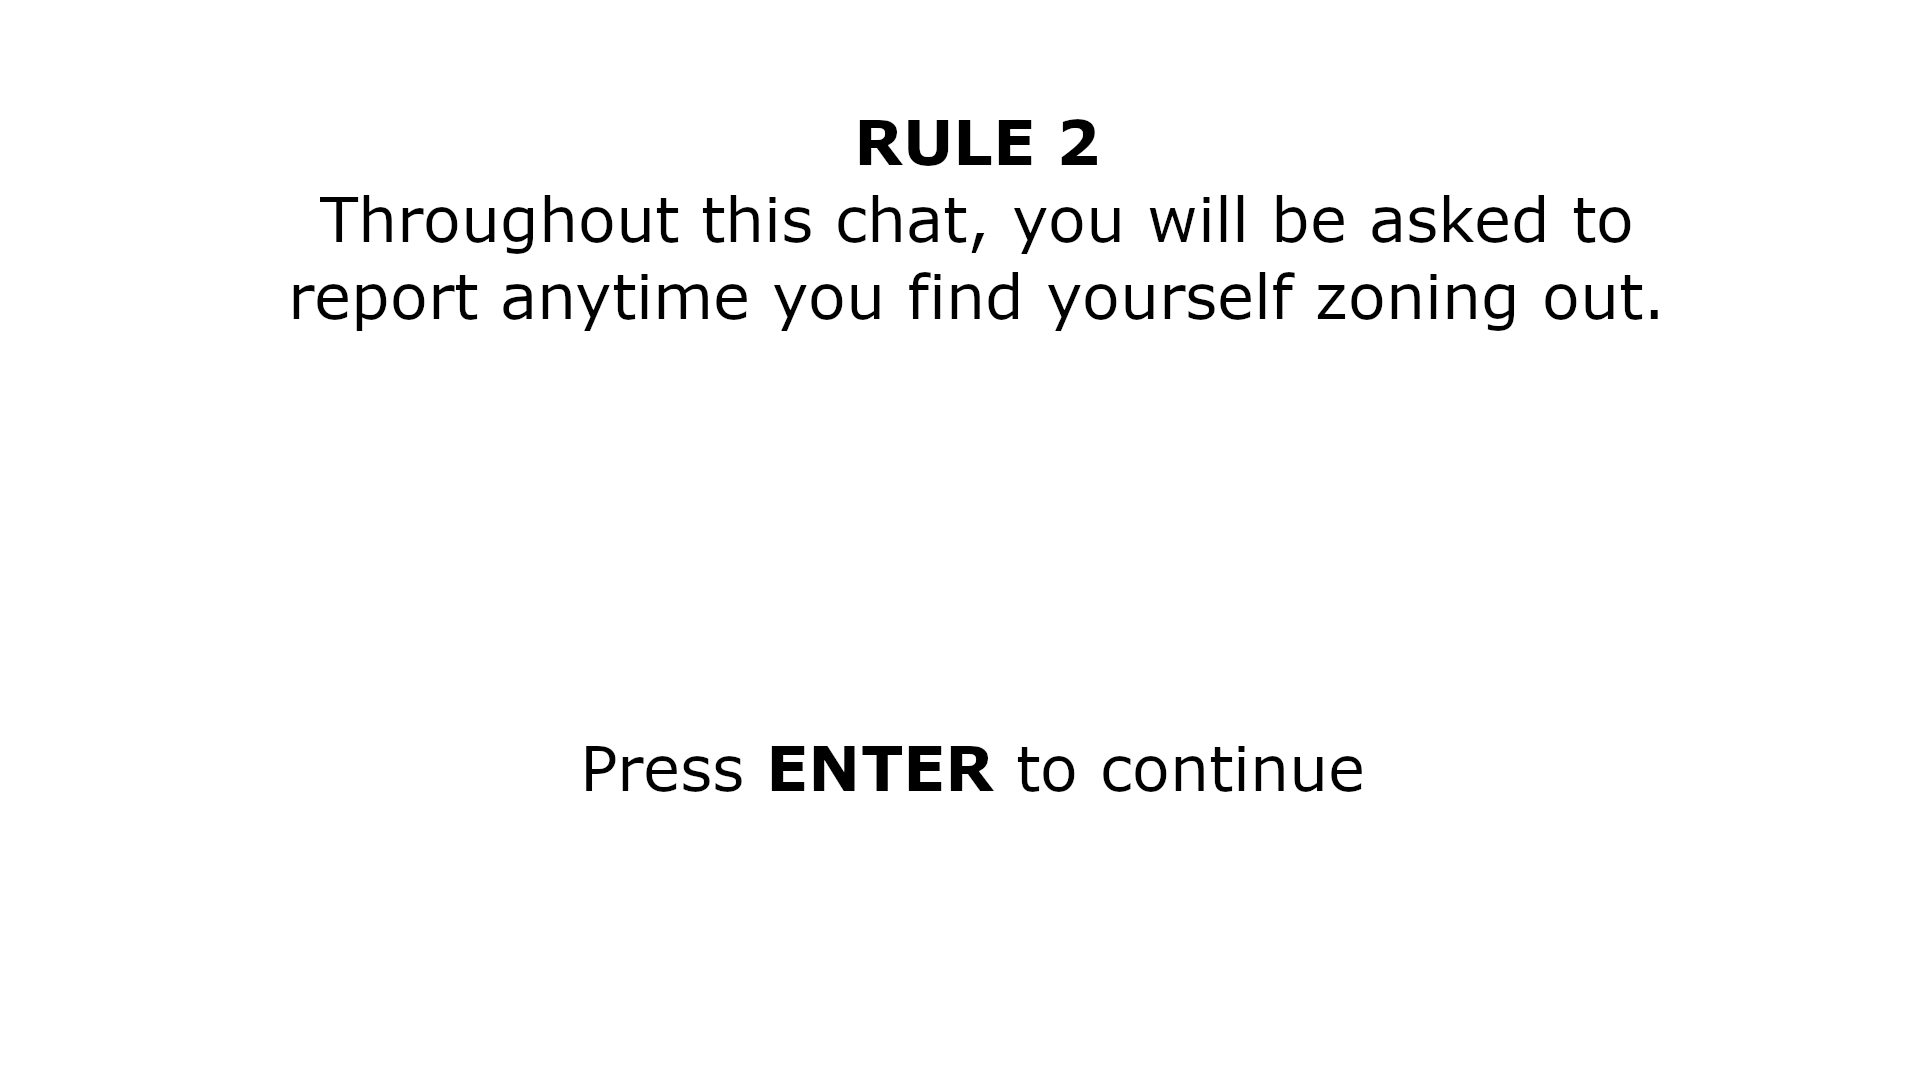 RULE 2
Throughout this chat, you will be asked to
report anytime you find yourself zoning out.
Press ENTER to continue